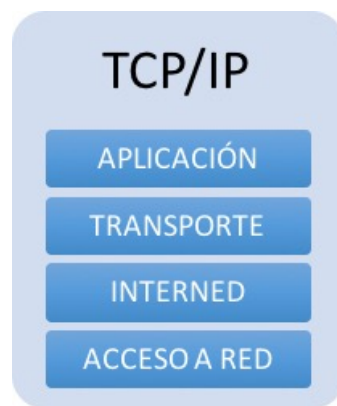 TCP/IP
APLICACIÓN
TRANSPORTE
INTERNED
ACCESO A RED